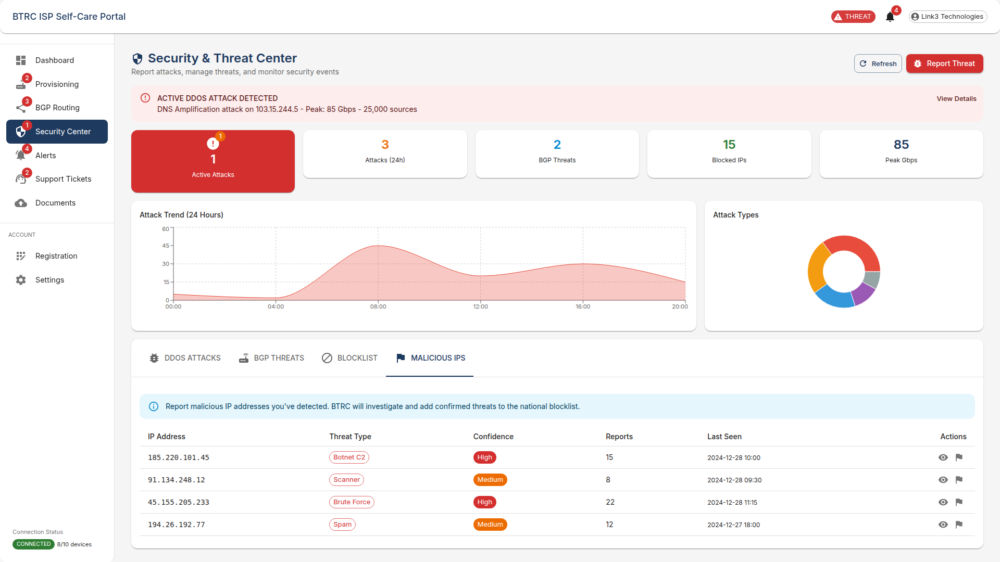 BTRC ISP Self-Care Portal
THREAT
4
Link3 Technologies
Dashboard
2
Provisioning
3
BGP Routing
1
Security Center
4
Alerts
2
Support Tickets
Documents
ACCOUNT
Registration
Settings
Connection Status
CONNECTED 8/10 devices
Security & Threat Center
Report attacks, manage threats, and monitor security events
Refresh
Report Threat
ACTIVE DDOS ATTACK DETECTED
DNS Amplification attack on 103.15.244.5 - Peak: 85 Gbps - 25,000 sources
View Details
1
1
Active Attacks
3
Attacks (24h)
2
BGP Threats
15
Blocked IPs
85
Peak Gbps
Attack Trend (24 Hours)
60
45
30
15
0
00:00 04:00 08:00 12:00 16:00 20:00
Attack Types
DDOS ATTACKS
BGP THREATS
BLOCKLIST
MALICIOUS IPS
Report malicious IP addresses you've detected. BTRC will investigate and add confirmed threats to the national blocklist.
IP Address Threat Type Confidence Reports Last Seen Actions
185.220.101.45 Botnet C2 High 15 2024-12-28 10:00
91.134.248.12 Scanner Medium 8 2024-12-28 09:30
45.155.205.233 Brute Force High 22 2024-12-28 11:15
194.26.192.77 Spam Medium 12 2024-12-27 18:00